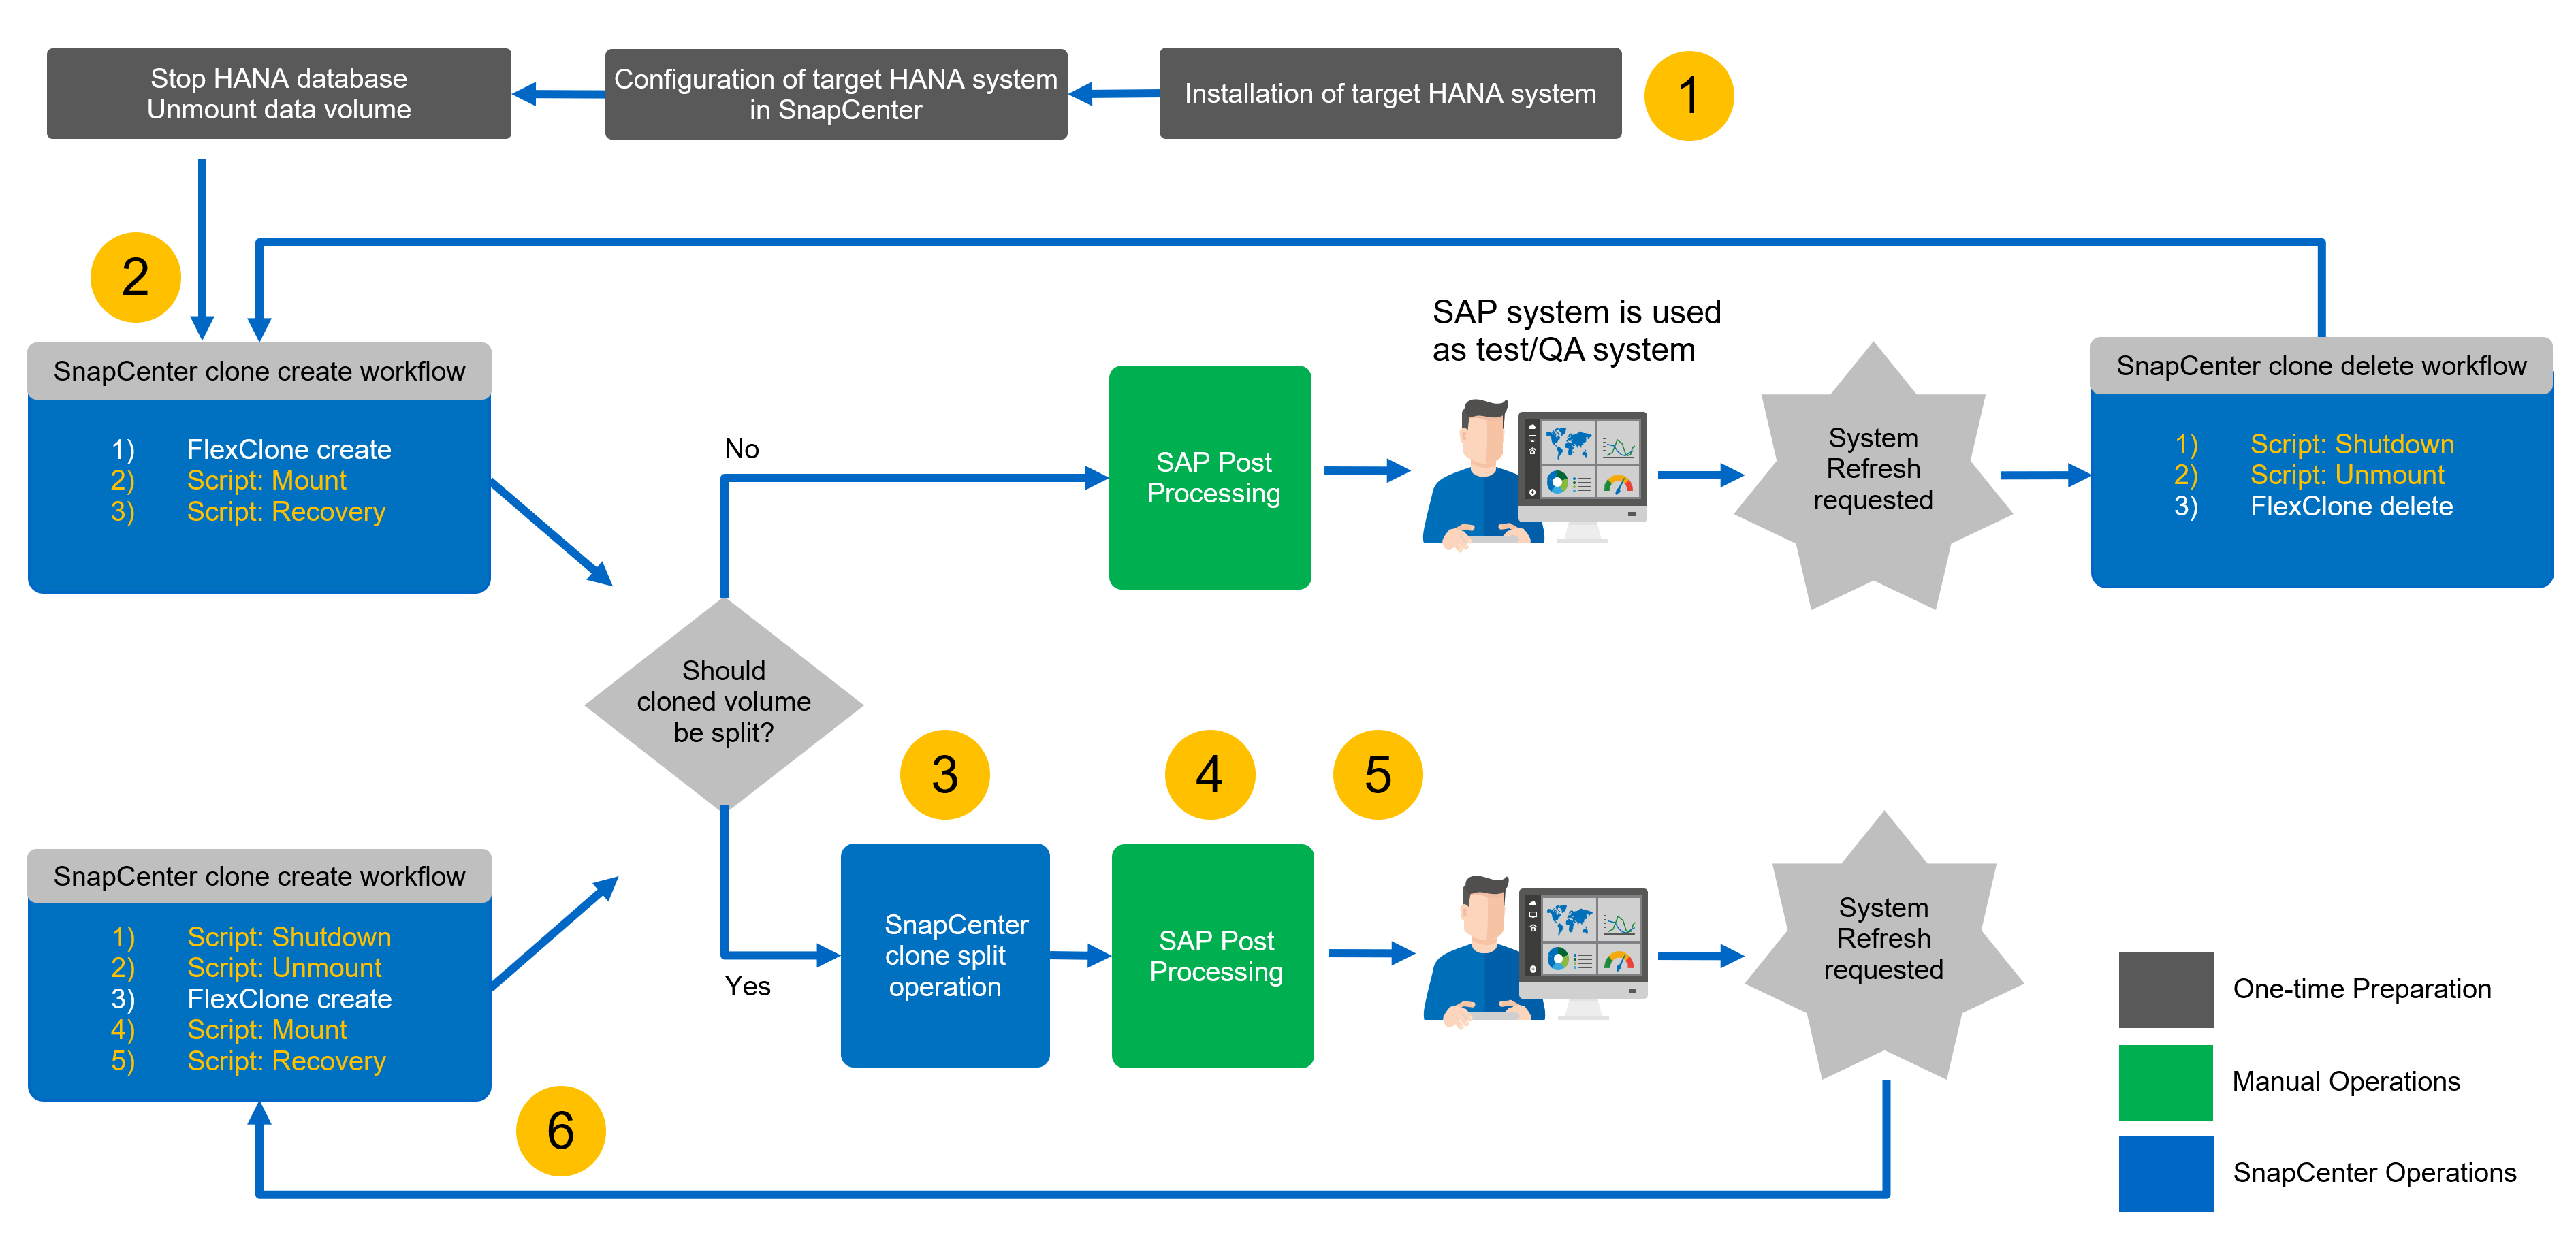 Stop HANA database
Unmount data volume
Configuration of target HANA system
in SnapCenter
Installation of target HANA system
1
2
SnapCenter clone create workflow
1) FlexClone create
2) Script: Mount
3) Script: Recovery
No
SAP Post
Processing
SAP system is used
as test/QA system
System
Refresh
requested
SnapCenter clone delete workflow
1) Script: Shutdown
2) Script: Unmount
3) FlexClone delete
Should
cloned volume
be split?
3
4
5
SnapCenter clone create workflow
1) Script: Shutdown
2) Script: Unmount
3) FlexClone create
4) Script: Mount
5) Script: Recovery
6
Yes
SnapCenter
clone split
operation
SAP Post
Processing
System
Refresh
requested
One-time Preparation
Manual Operations
SnapCenter Operations